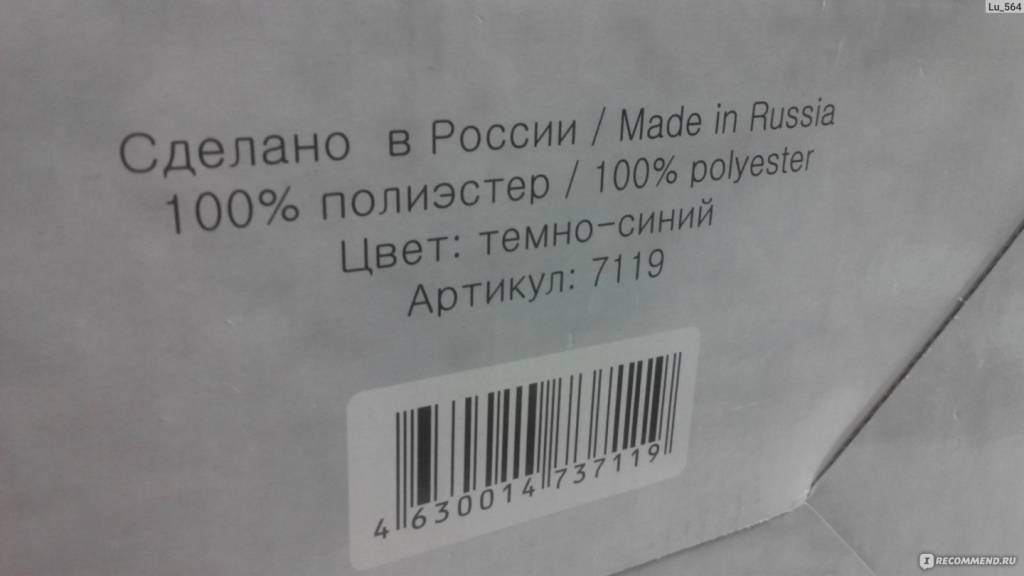 Lu_564
Сделано в России / Made in Russia
100% полиэстер / 100% polyester
Цвет: темно-синий
Артикул: 7119
4 630014 737119
IRECOMMEND.RU